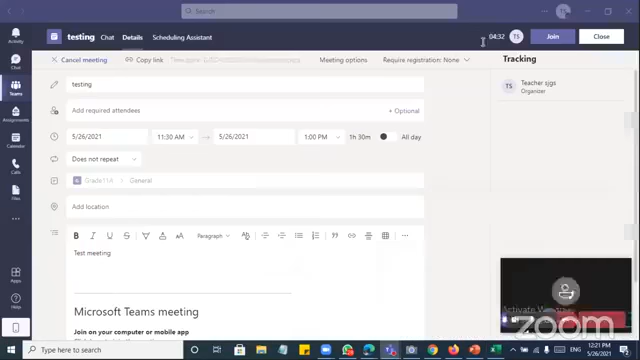 Search
TS
Activity
Chat
Teams
Assignments
Calendar
Calls
Files
Apps
Help
testing Chat Details Scheduling Assistant
04:32 TS Join Close
Cancel meeting Copy link Meeting options Require registration: None
Tracking
TS Teacher sjgs
Organizer
testing
Add required attendees + Optional
5/26/2021 11:30 AM → 5/26/2021 1:00 PM 1h 30m All day
Does not repeat
Grade11A > General
Add location
B I U S A AA Paragraph
Test meeting
Microsoft Teams meeting
Join on your computer or mobile app
Activate
zoom
Type here to search
12:21 PM
5/26/2021